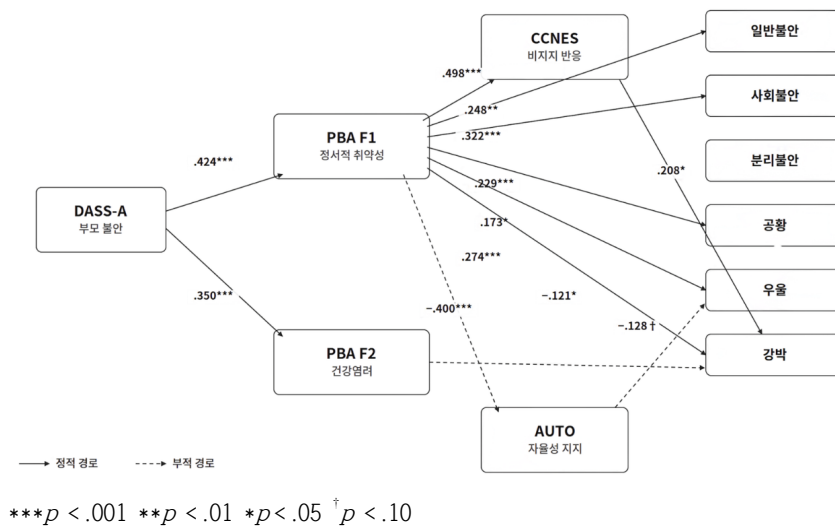 CCNES
비지지 반응
일반불안
.498***
.248**
.322***
사회불안
PBA F1
정서적 취약성
.424***
분리불안
.208*
.229***
DASS-A
부모 불안
.173*
공황
.274***
.350***
−.400***
−.121*
우울
−.128 †
PBA F2
건강염려
강박
AUTO
자율성 지지
정적 경로
부적 경로
***p <.001 **p <.01 *p<.05 †p <.10